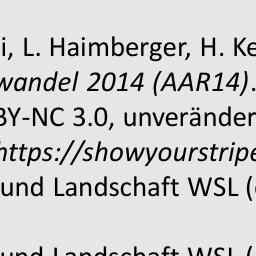 i, L. Haimberger, H. Ke
wandel 2014 (AAR14).
BY-NC 3.0, unveränder
https://showyourstripe
und Landschaft WSL (
und Landschaft WSL (